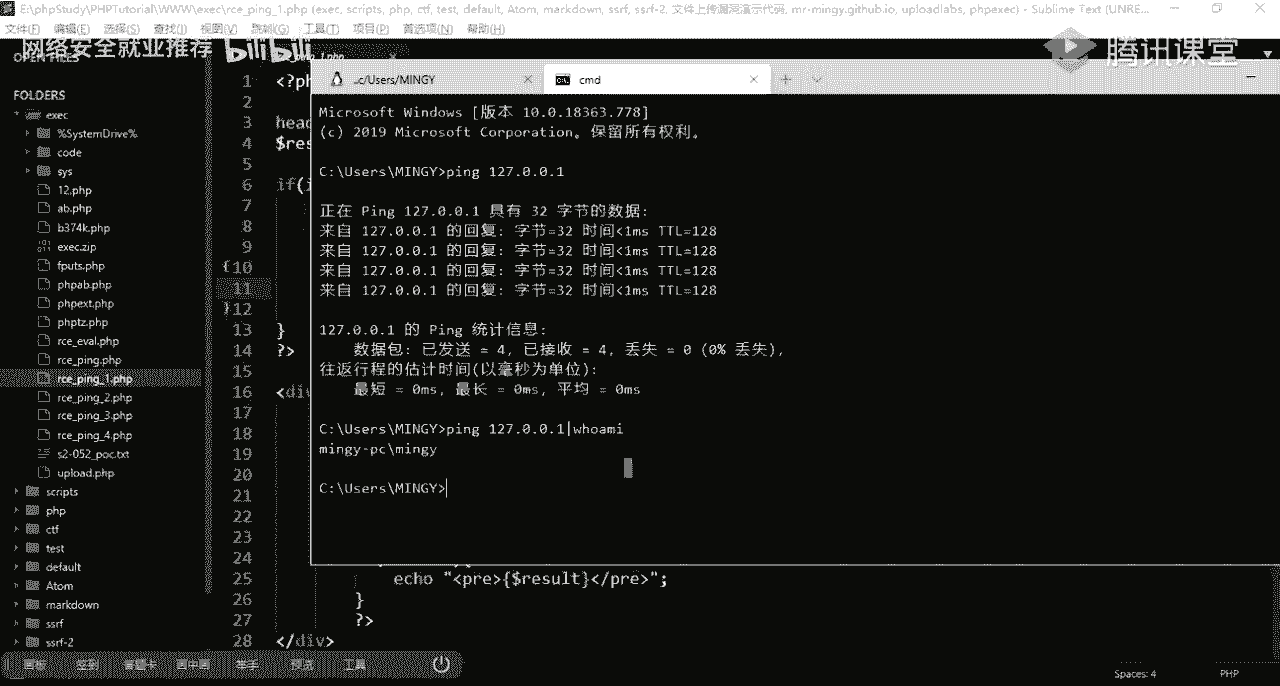 E:\phpStudy\PHPTutorial\WWW\exec\rce_ping_1.php (exec, scripts, php, ctf, test, default, Atom, markdown, ssrf, ssrf-2, 文件上传漏洞演示代码, mr-mingy.github.io, uploadlabs, phpexec) - Sublime Text (UNRE...
文件(F) 编辑(E) 选择(S) 查找(I) 视图(V) 跳转(G) 工具(T) 项目(P) 首选项(N) 帮助(H)
网络安全就业推荐 bilibili
腾讯课堂
OPEN FILES
FOLDERS
exec
%SystemDrive%
code
sys
12.php
ab.php
b374k.php
exec.zip
fputs.php
phpab.php
phpext.php
phptz.php
rce_eval.php
rce_ping.php
rce_ping_1.php
rce_ping_2.php
rce_ping_3.php
rce_ping_4.php
s2-052_poc.txt
upload.php
scripts
php
ctf
test
default
Atom
markdown
ssrf
ssrf-2
1 <?ph
2
3 head
4 $res
5
6 if(i
7
8
9
{10
11
}12
13 }
14 ?>
15
16 <div
17
18
19
20
21
22
23
24
25 echo "<pre>{$result}</pre>";
26 }
27 ?>
28 </div>
../c/Users/MINGY
cmd
Microsoft Windows [版本 10.0.18363.778]
(c) 2019 Microsoft Corporation。保留所有权利。
C:\Users\MINGY>ping 127.0.0.1
正在 Ping 127.0.0.1 具有 32 字节的数据:
来自 127.0.0.1 的回复: 字节=32 时间<1ms TTL=128
来自 127.0.0.1 的回复: 字节=32 时间<1ms TTL=128
来自 127.0.0.1 的回复: 字节=32 时间<1ms TTL=128
来自 127.0.0.1 的回复: 字节=32 时间<1ms TTL=128
127.0.0.1 的 Ping 统计信息:
数据包: 已发送 = 4, 已接收 = 4, 丢失 = 0 (0% 丢失),
往返行程的估计时间(以毫秒为单位):
最短 = 0ms, 最长 = 0ms, 平均 = 0ms
C:\Users\MINGY>ping 127.0.0.1|whoami
mingy-pc\mingy
C:\Users\MINGY>
画板 签到 答题卡 画中画 举手 预览 工具
Spaces: 4 PHP